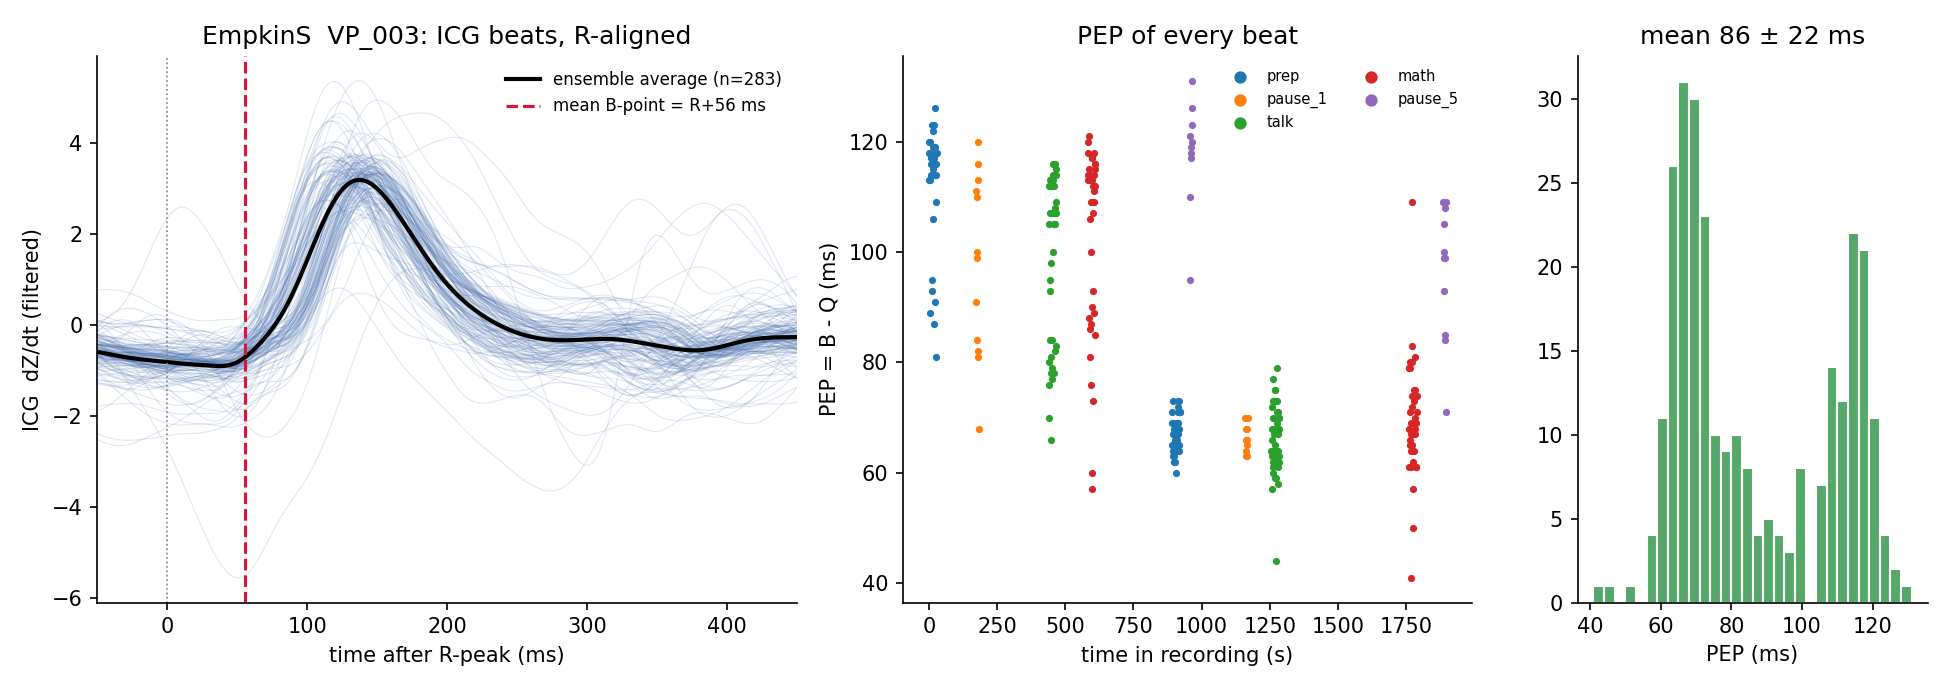 EmpkinS  VP_003: ICG beats, R-aligned
ensemble average (n=283)
mean B-point = R+56 ms
ICG  dZ/dt (filtered)
4
2
0
−2
−4
−6
0
100
200
300
400
time after R-peak (ms)
PEP of every beat
prep
pause_1
talk
math
pause_5
PEP = B - Q (ms)
120
100
80
60
40
0
250
500
750
1000
1250
1500
1750
time in recording (s)
mean 86 ± 22 ms
30
25
20
15
10
5
0
40
60
80
100
120
PEP (ms)